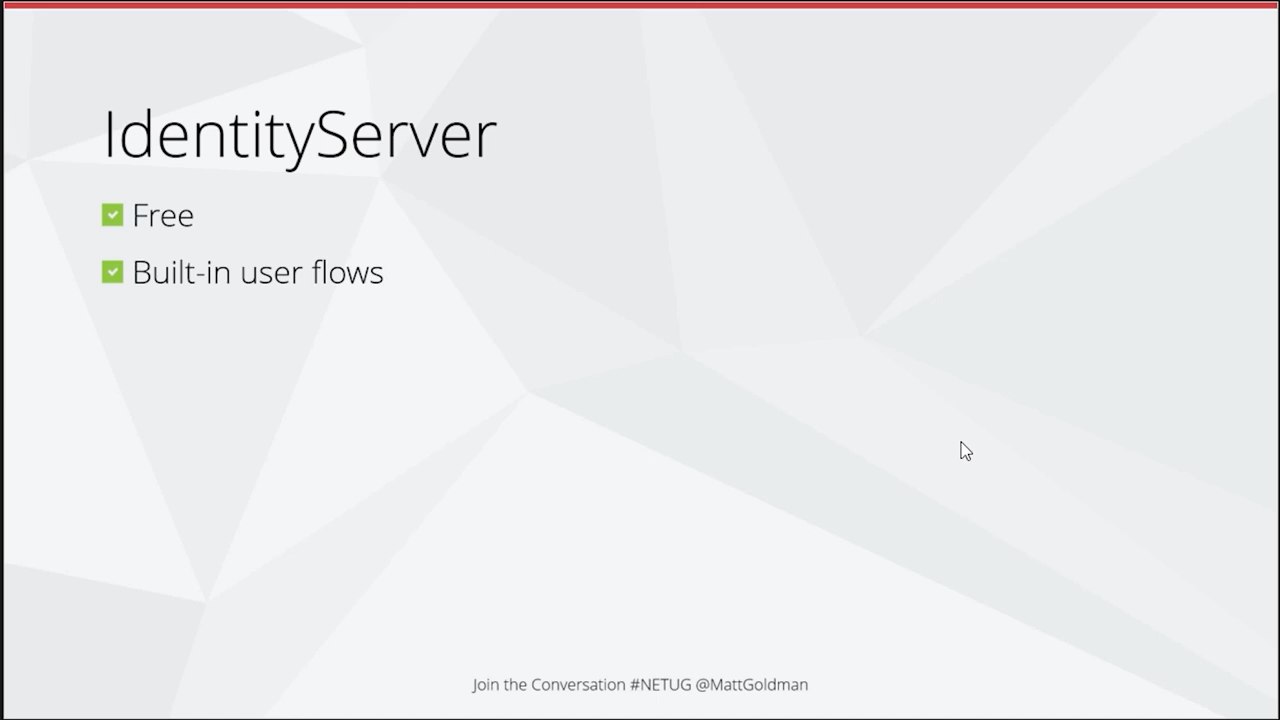 IdentityServer
Free
Built-in user flows
Join the Conversation #NETUG @MattGoldman